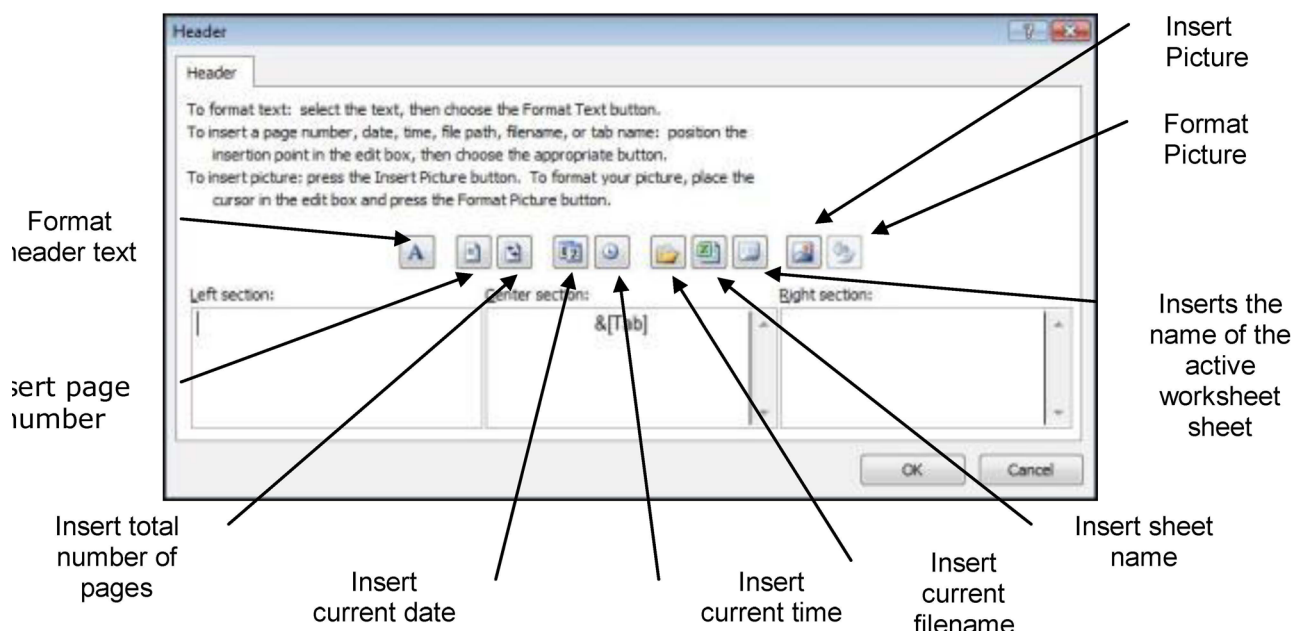 Header
Insert
Picture
Header
To format text: select the text, then choose the Format Text button.
To insert a page number, date, time, file path, filename, or tab name: position the
insertion point in the edit box, then choose the appropriate button.
To insert picture: press the Insert Picture button. To format your picture, place the
cursor in the edit box and press the Format Picture button.
Format
Picture
Format
header text
A
Left section:
Center section:
Right section:
&[Tab]
Inserts the
name of the
active
worksheet
sheet
sert page
number
OK
Cancel
Insert total
number of
pages
Insert
current date
Insert
current time
Insert
current
filename
Insert sheet
name